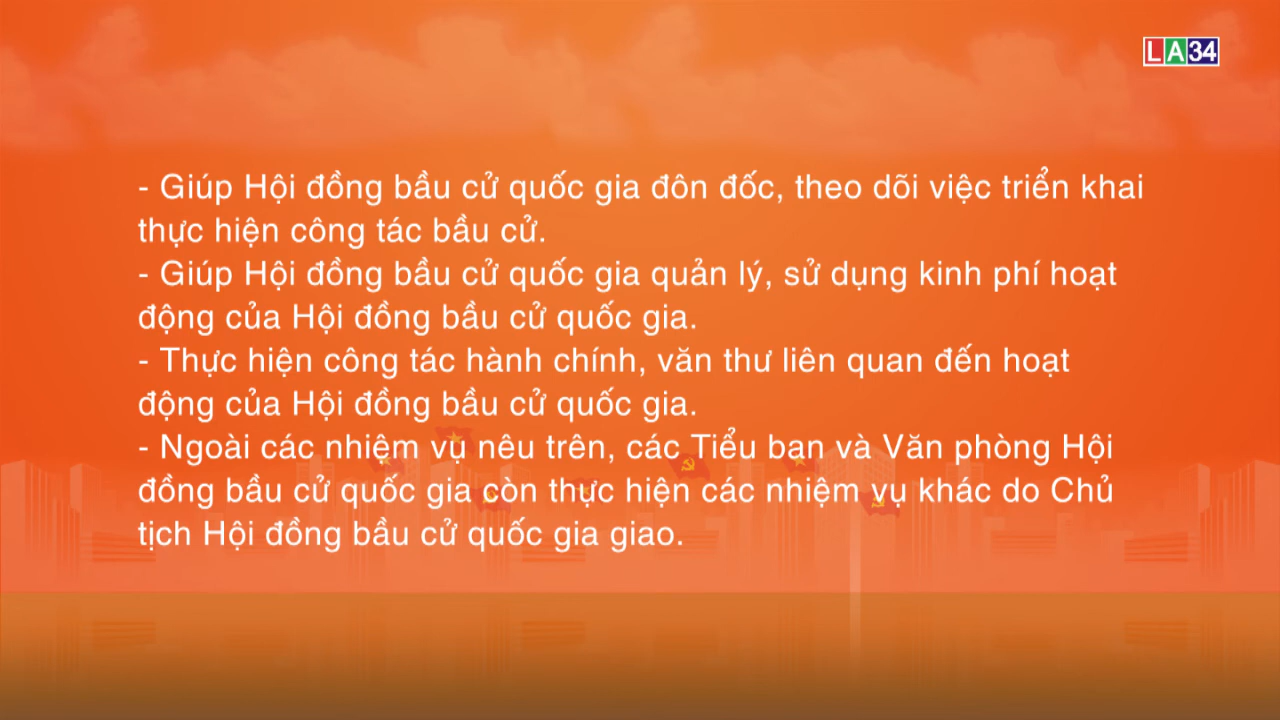 LA34
- Giúp Hội đồng bầu cử quốc gia đôn đốc, theo dõi việc triển khai
thực hiện công tác bầu cử.
- Giúp Hội đồng bầu cử quốc gia quản lý, sử dụng kinh phí hoạt
động của Hội đồng bầu cử quốc gia.
- Thực hiện công tác hành chính, văn thư liên quan đến hoạt
động của Hội đồng bầu cử quốc gia.
- Ngoài các nhiệm vụ nêu trên, các Tiểu ban và Văn phòng Hội
đồng bầu cử quốc gia còn thực hiện các nhiệm vụ khác do Chủ
tịch Hội đồng bầu cử quốc gia giao.